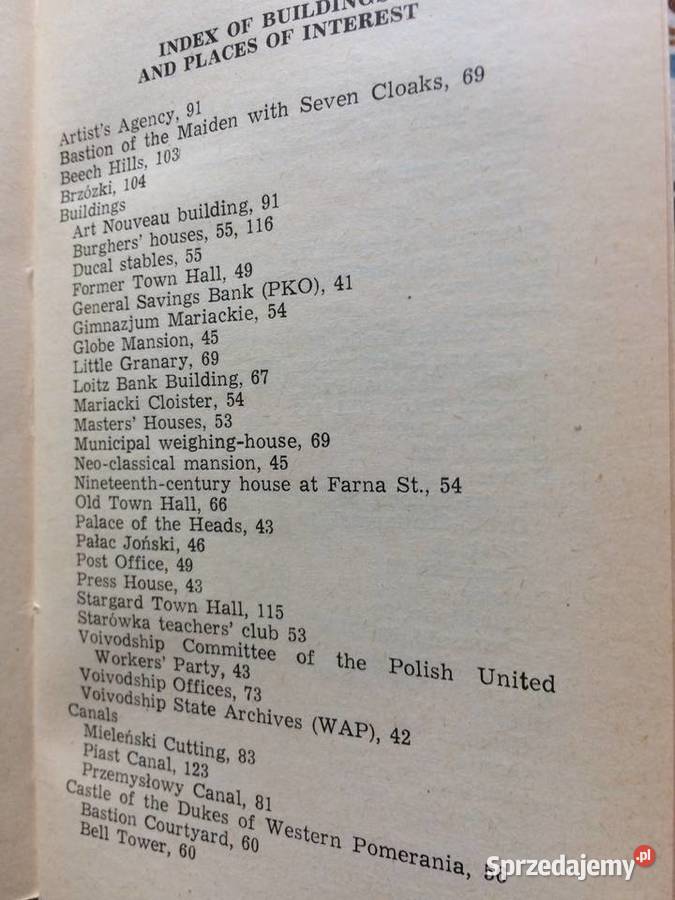 INDEX OF BUILDINGS
AND PLACES OF INTEREST
Artist's Agency, 91
Bastion of the Maiden with Seven Cloaks, 69
Beech Hills, 103
Brzózki, 104
Buildings
Art Nouveau building, 91
Burghers' houses, 55, 116
Ducal stables, 55
Former Town Hall, 49
General Savings Bank (PKO), 41
Gimnazjum Mariackie, 54
Globe Mansion, 45
Little Granary, 69
Loitz Bank Building, 67
Mariacki Cloister, 54
Masters' Houses, 53
Municipal weighing-house, 69
Neo-classical mansion, 45
Nineteenth-century house at Farna St., 54
Old Town Hall, 66
Palace of the Heads, 43
Pałac Joński, 46
Post Office, 49
Press House, 43
Stargard Town Hall, 115
Starówka teachers' club 53
Voivodship Committee of the Polish United
Workers' Party, 43
Voivodship Offices, 73
Voivodship State Archives (WAP), 42
Canals
Mieleński Cutting, 83
Piast Canal, 123
Przemysłowy Canal, 81
Castle of the Dukes of Western Pomerania,
Bastion Courtyard, 60
Bell Tower, 60
Sprzedajemy.pl